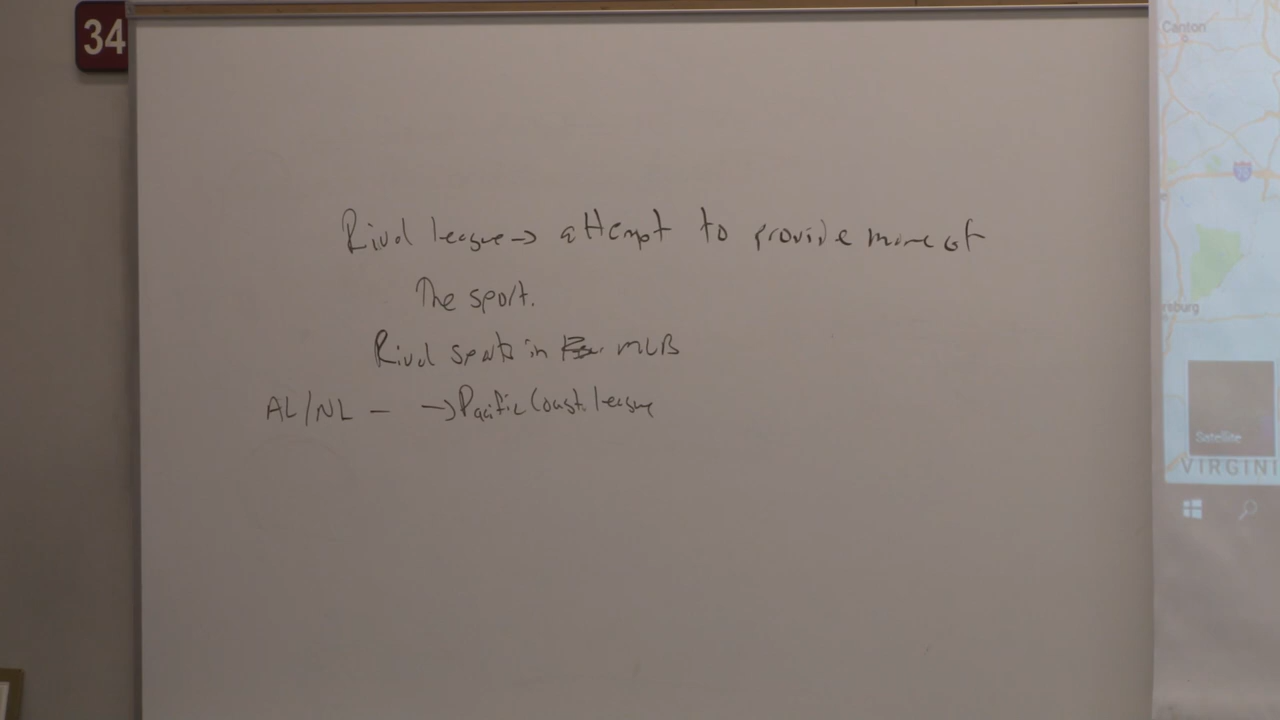 34
Rival league → attempt to provide more of
The sport.
Rival sports in MLB
AL/NL - → Pacific Coast league
Canton
Satellite
VIRGINI